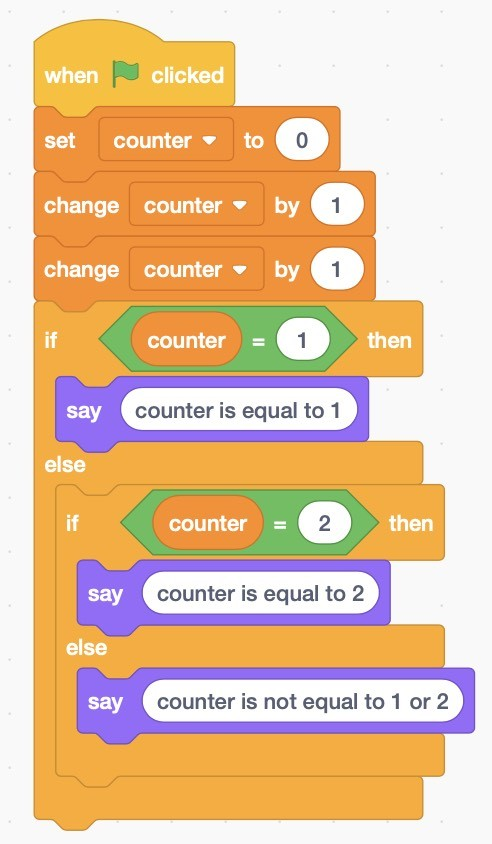 when clicked
set counter to 0
change counter by 1
change counter by 1
if counter = 1 then
say counter is equal to 1
else
if counter = 2 then
say counter is equal to 2
else
say counter is not equal to 1 or 2